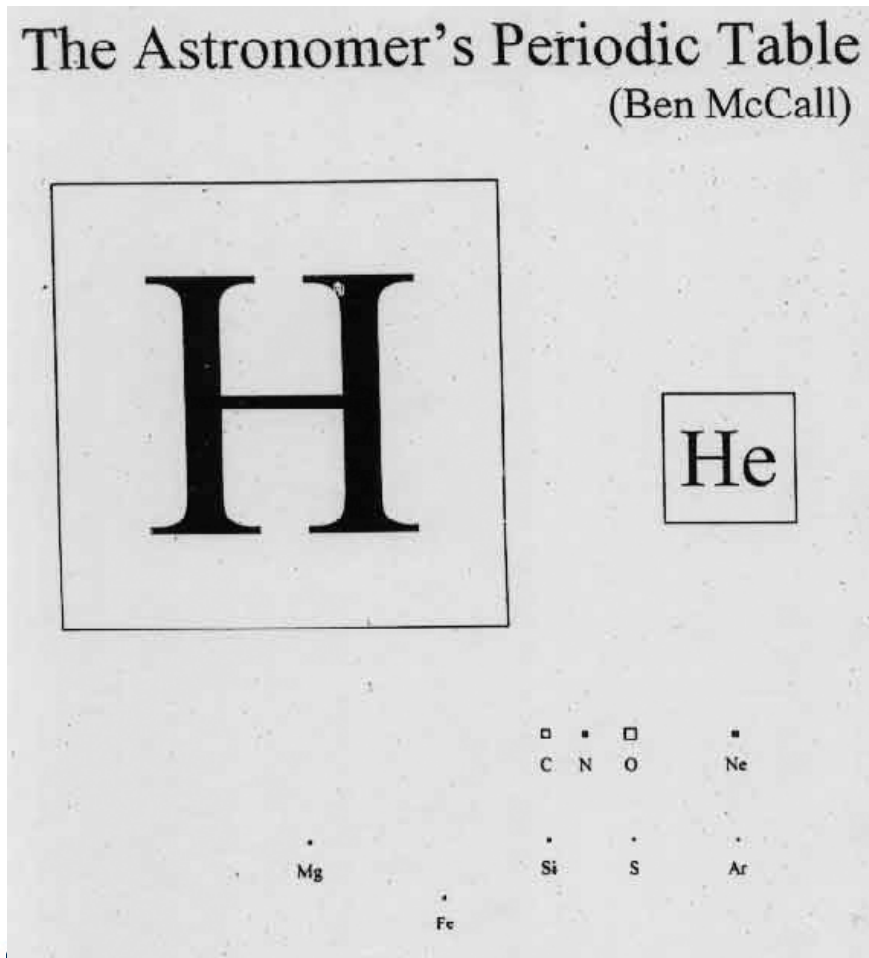 The Astronomer's Periodic Table
(Ben McCall)
H
He
C N O Ne
Mg Si S Ar
Fe